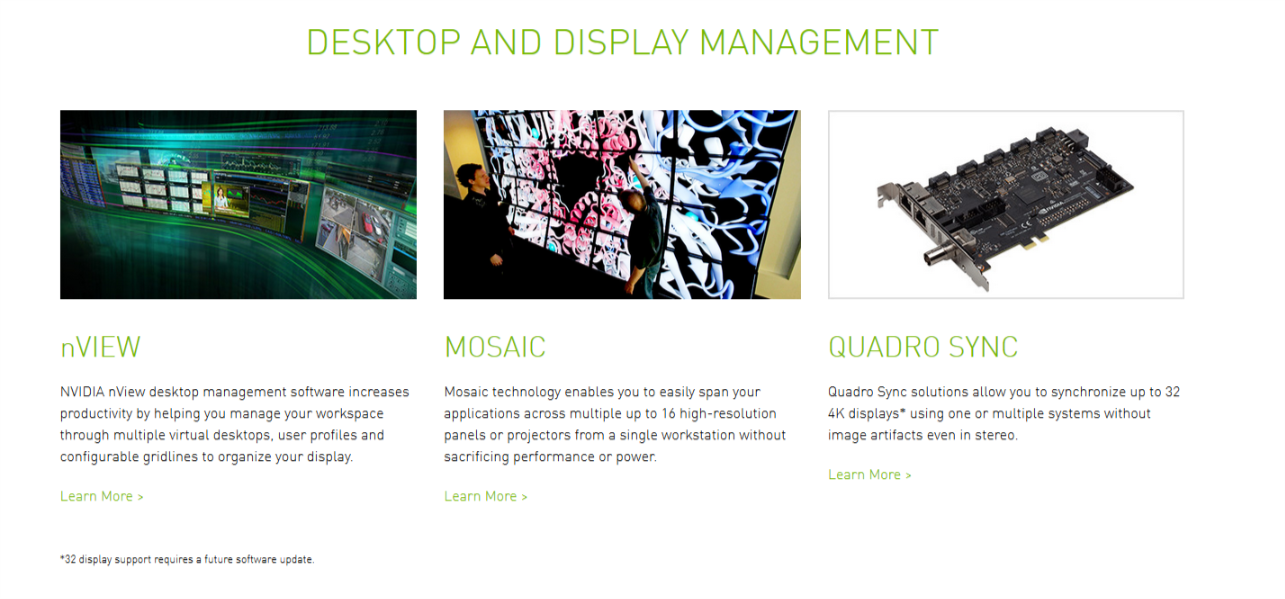 DESKTOP AND DISPLAY MANAGEMENT
nVIEW
NVIDIA nView desktop management software increases
productivity by helping you manage your workspace
through multiple virtual desktops, user profiles and
configurable gridlines to organize your display.
Learn More >
MOSAIC
Mosaic technology enables you to easily span your
applications across multiple up to 16 high-resolution
panels or projectors from a single workstation without
sacrificing performance or power.
Learn More >
QUADRO SYNC
Quadro Sync solutions allow you to synchronize up to 32
4K displays* using one or multiple systems without
image artifacts even in stereo.
Learn More >
*32 display support requires a future software update.